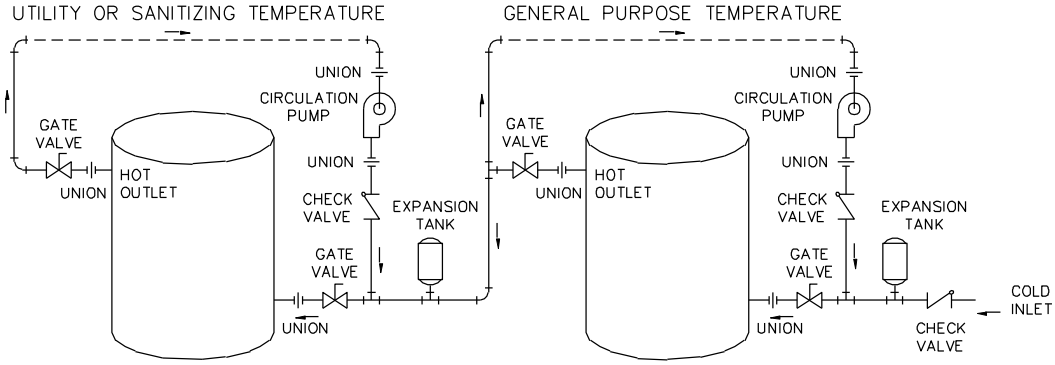 UTILITY OR SANITIZING TEMPERATURE
GENERAL PURPOSE TEMPERATURE
UNION
CIRCULATION
PUMP
GATE
VALVE
UNION
HOT
OUTLET
UNION
CHECK
VALVE
EXPANSION
TANK
GATE
VALVE
UNION
UNION
CIRCULATION
PUMP
GATE
VALVE
UNION
HOT
OUTLET
UNION
CHECK
VALVE
EXPANSION
TANK
GATE
VALVE
UNION
COLD
INLET
CHECK
VALVE